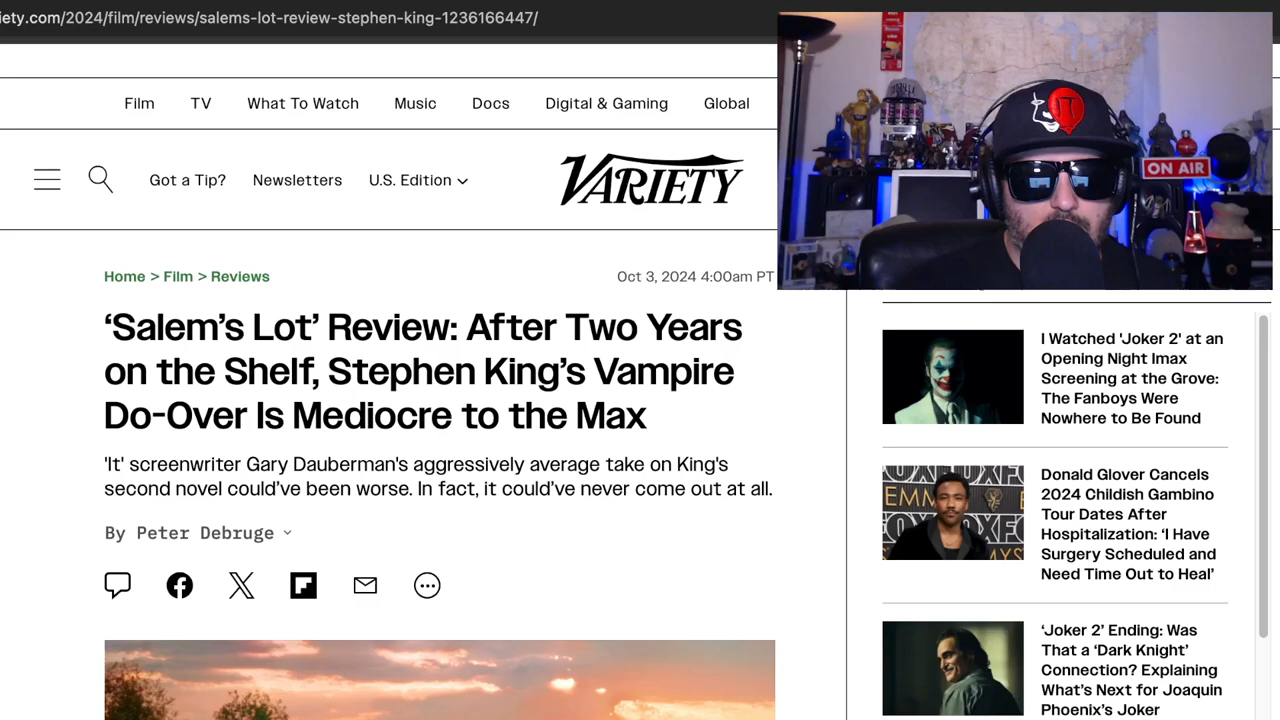 iety.com/2024/film/reviews/salems-lot-review-stephen-king-1236166447/
Film TV What To Watch Music Docs Digital & Gaming Global
Got a Tip? Newsletters U.S. Edition
VARIETY
IT
ON AIR
Home > Film > Reviews
Oct 3, 2024 4:00am PT
‘Salem’s Lot’ Review: After Two Years
on the Shelf, Stephen King’s Vampire
Do-Over Is Mediocre to the Max
'It' screenwriter Gary Dauberman's aggressively average take on King's
second novel could’ve been worse. In fact, it could’ve never come out at all.
By Peter Debruge
I Watched 'Joker 2' at an
Opening Night Imax
Screening at the Grove:
The Fanboys Were
Nowhere to Be Found
Donald Glover Cancels
2024 Childish Gambino
Tour Dates After
Hospitalization: ‘I Have
Surgery Scheduled and
Need Time Out to Heal’
‘Joker 2’ Ending: Was
That a ‘Dark Knight’
Connection? Explaining
What’s Next for Joaquin
Phoenix’s Joker